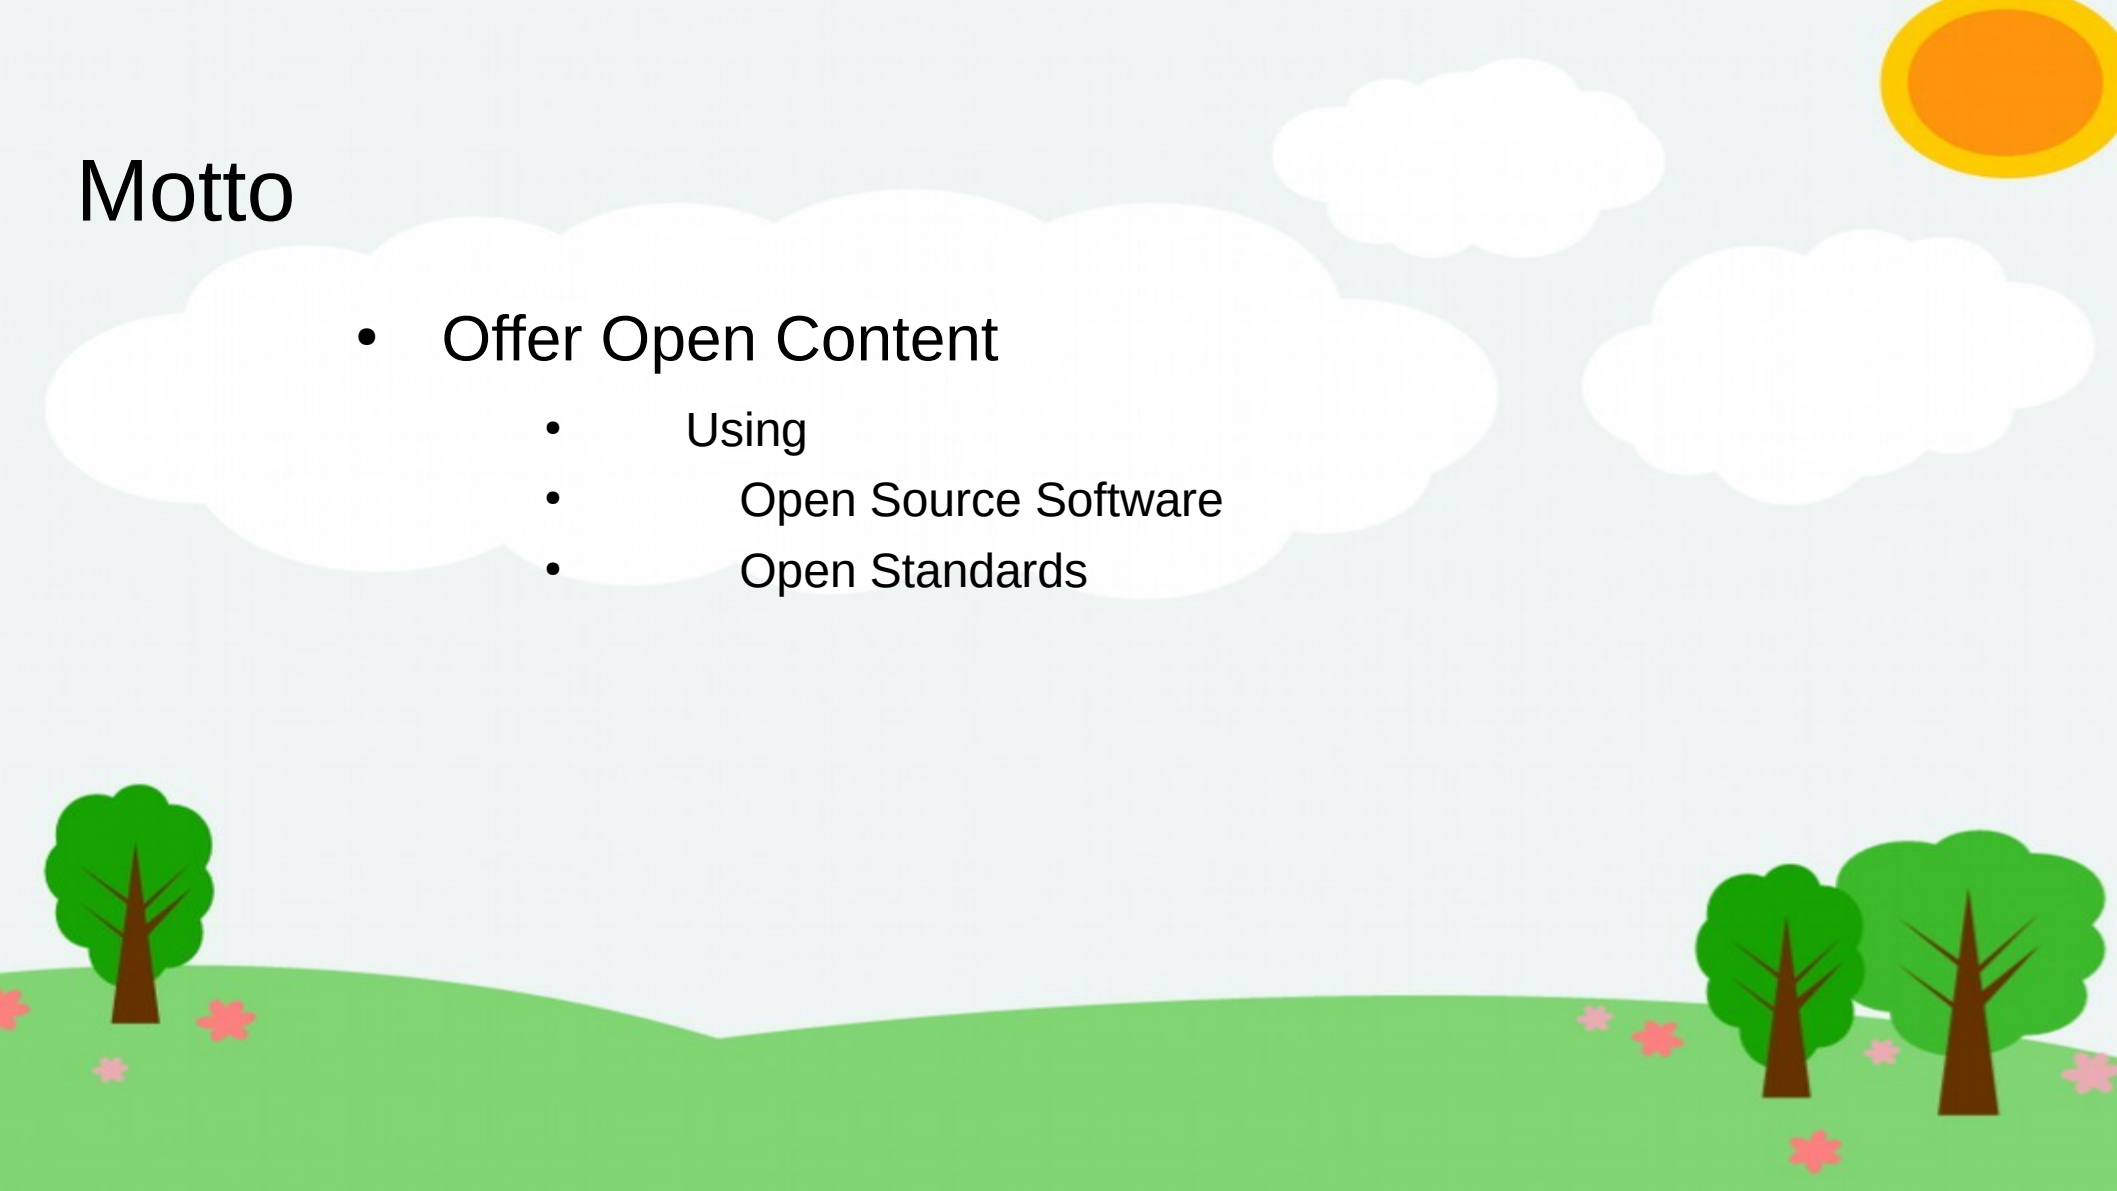 Motto
• Offer Open Content
• Using
• Open Source Software
• Open Standards